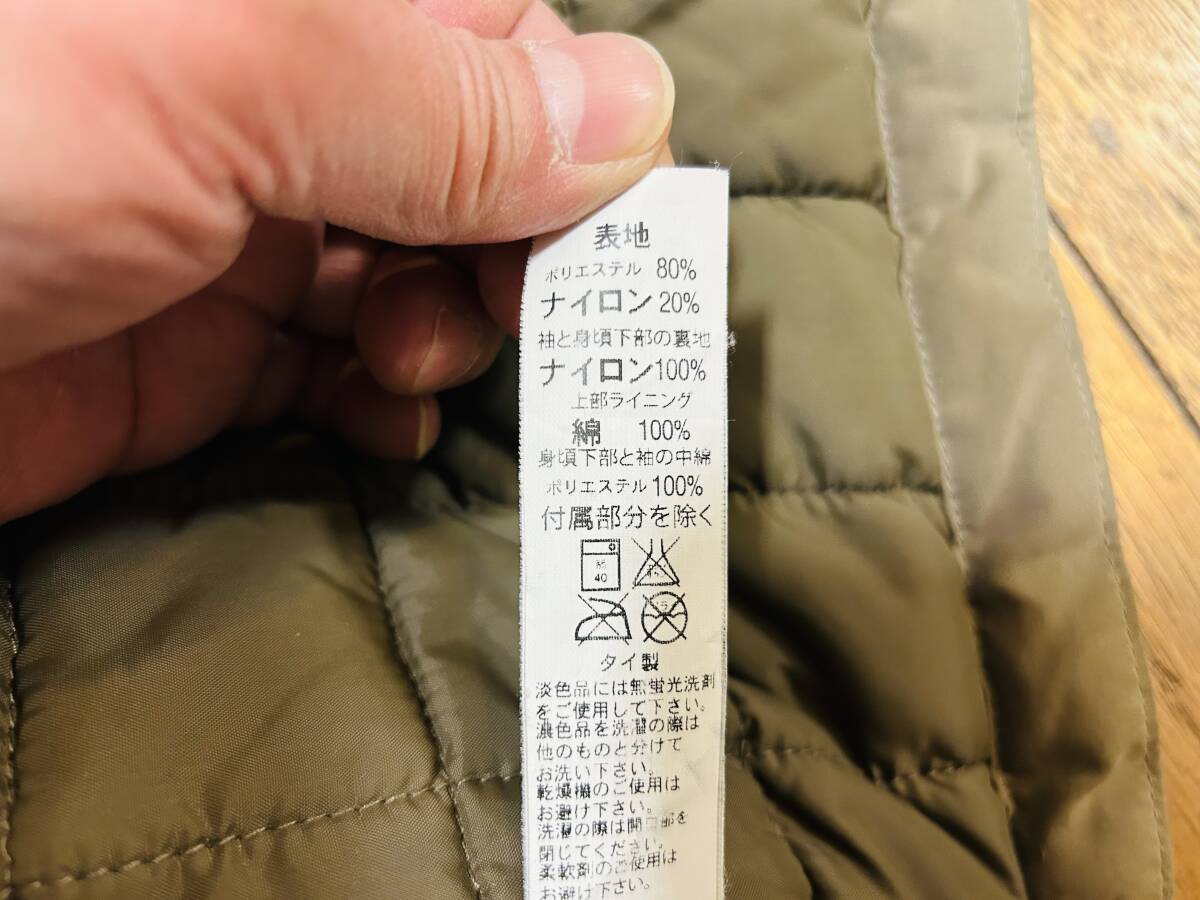 表地
ポリエステル 80%
ナイロン 20%
袖と身頃下部の裏地
ナイロン100%
上部ライニング
綿 100%
身頃下部と袖の中綿
ポリエステル 100%
付属部分を除く
40
タイ製
淡色品には無蛍光洗剤
をご使用して下さい。
濃色品を洗濯の際は
他のものと分けて
お洗い下さい。
乾燥機のご使用は
お避け下さい。
洗濯の際は開口部を
閉じてください。
柔軟剤のご使用は
お避け下さい。